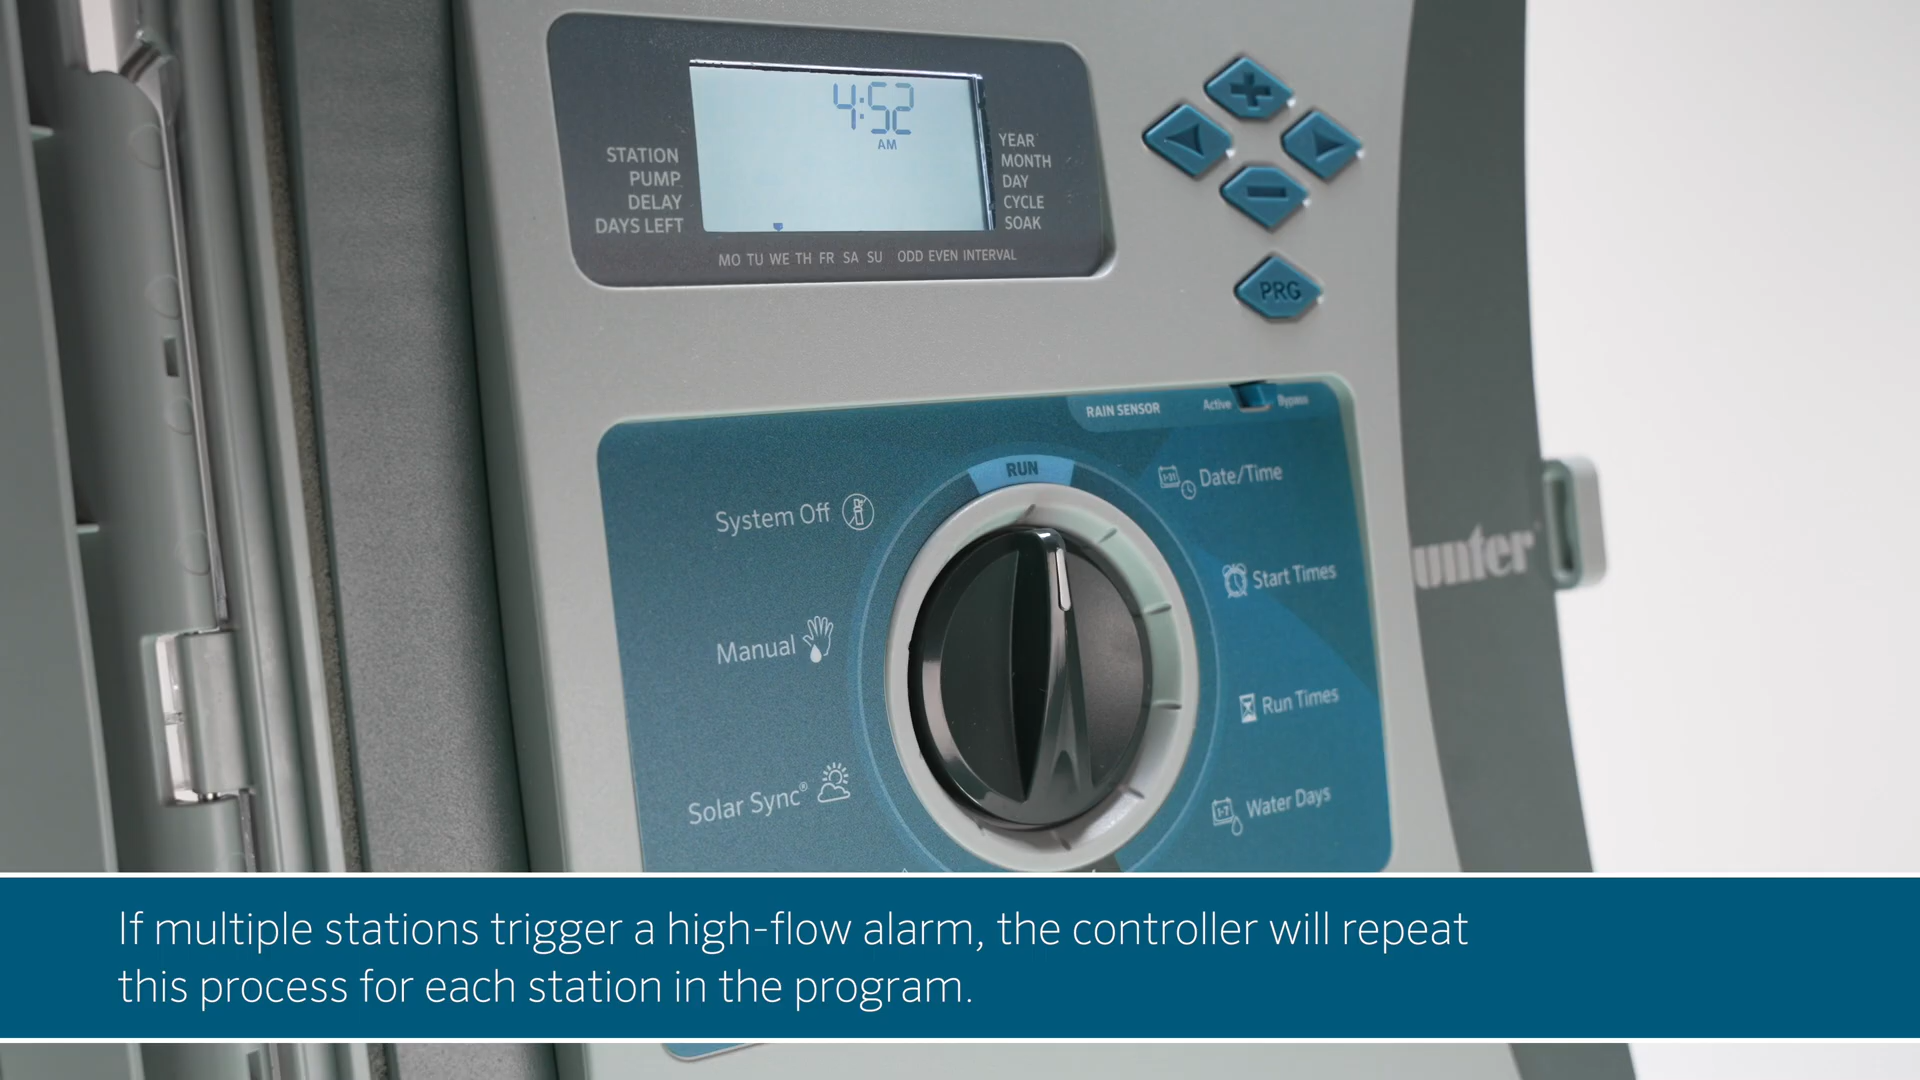 4:52
AM
STATION
PUMP
DELAY
DAYS LEFT
YEAR
MONTH
DAY
CYCLE
SOAK
MO TU WE TH FR SA SU ODD EVEN INTERVAL
PRG
RAIN SENSOR
Active
Bypass
RUN
System Off
Date/Time
Start Times
Manual
Run Times
Solar Sync®
Water Days
unter
If multiple stations trigger a high-flow alarm, the controller will repeat
this process for each station in the program.